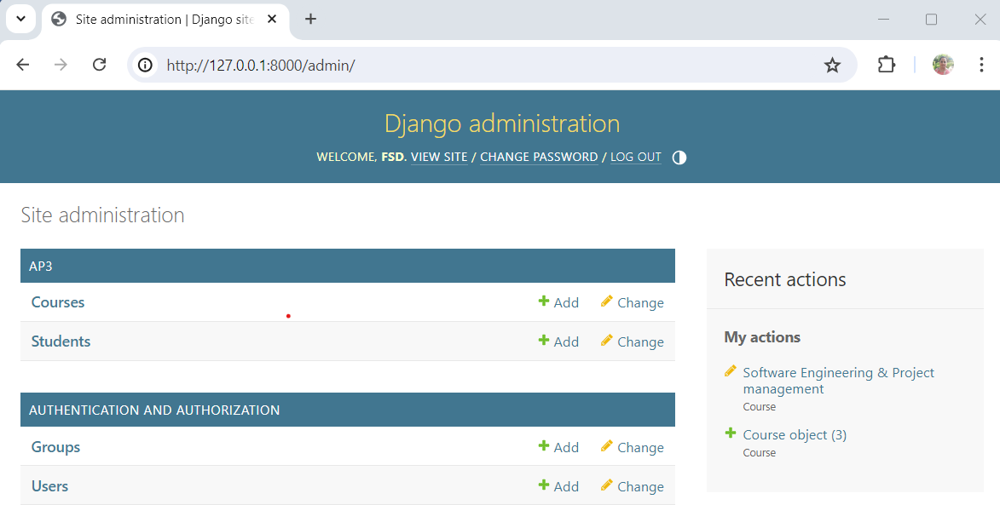 Site administration | Django site
http://127.0.0.1:8000/admin/
Django administration
WELCOME, FSD. VIEW SITE / CHANGE PASSWORD / LOG OUT
Site administration
AP3
Courses Add Change
Students Add Change
AUTHENTICATION AND AUTHORIZATION
Groups Add Change
Users Add Change
Recent actions
My actions
Software Engineering & Project
management
Course
Course object (3)
Course